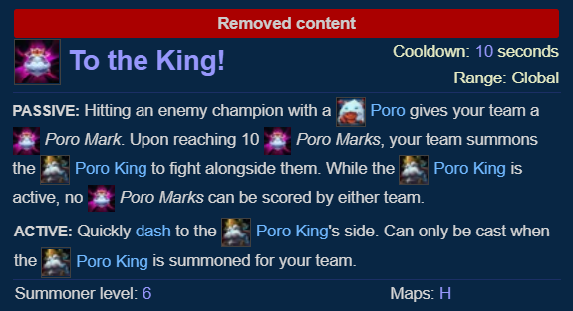 Removed content
To the King!
Cooldown: 10 seconds
Range: Global
PASSIVE: Hitting an enemy champion with a Poro gives your team a
Poro Mark. Upon reaching 10 Poro Marks, your team summons
the Poro King to fight alongside them. While the Poro King is
active, no Poro Marks can be scored by either team.
ACTIVE: Quickly dash to the Poro King's side. Can only be cast when
the Poro King is summoned for your team.
Summoner level: 6
Maps: H